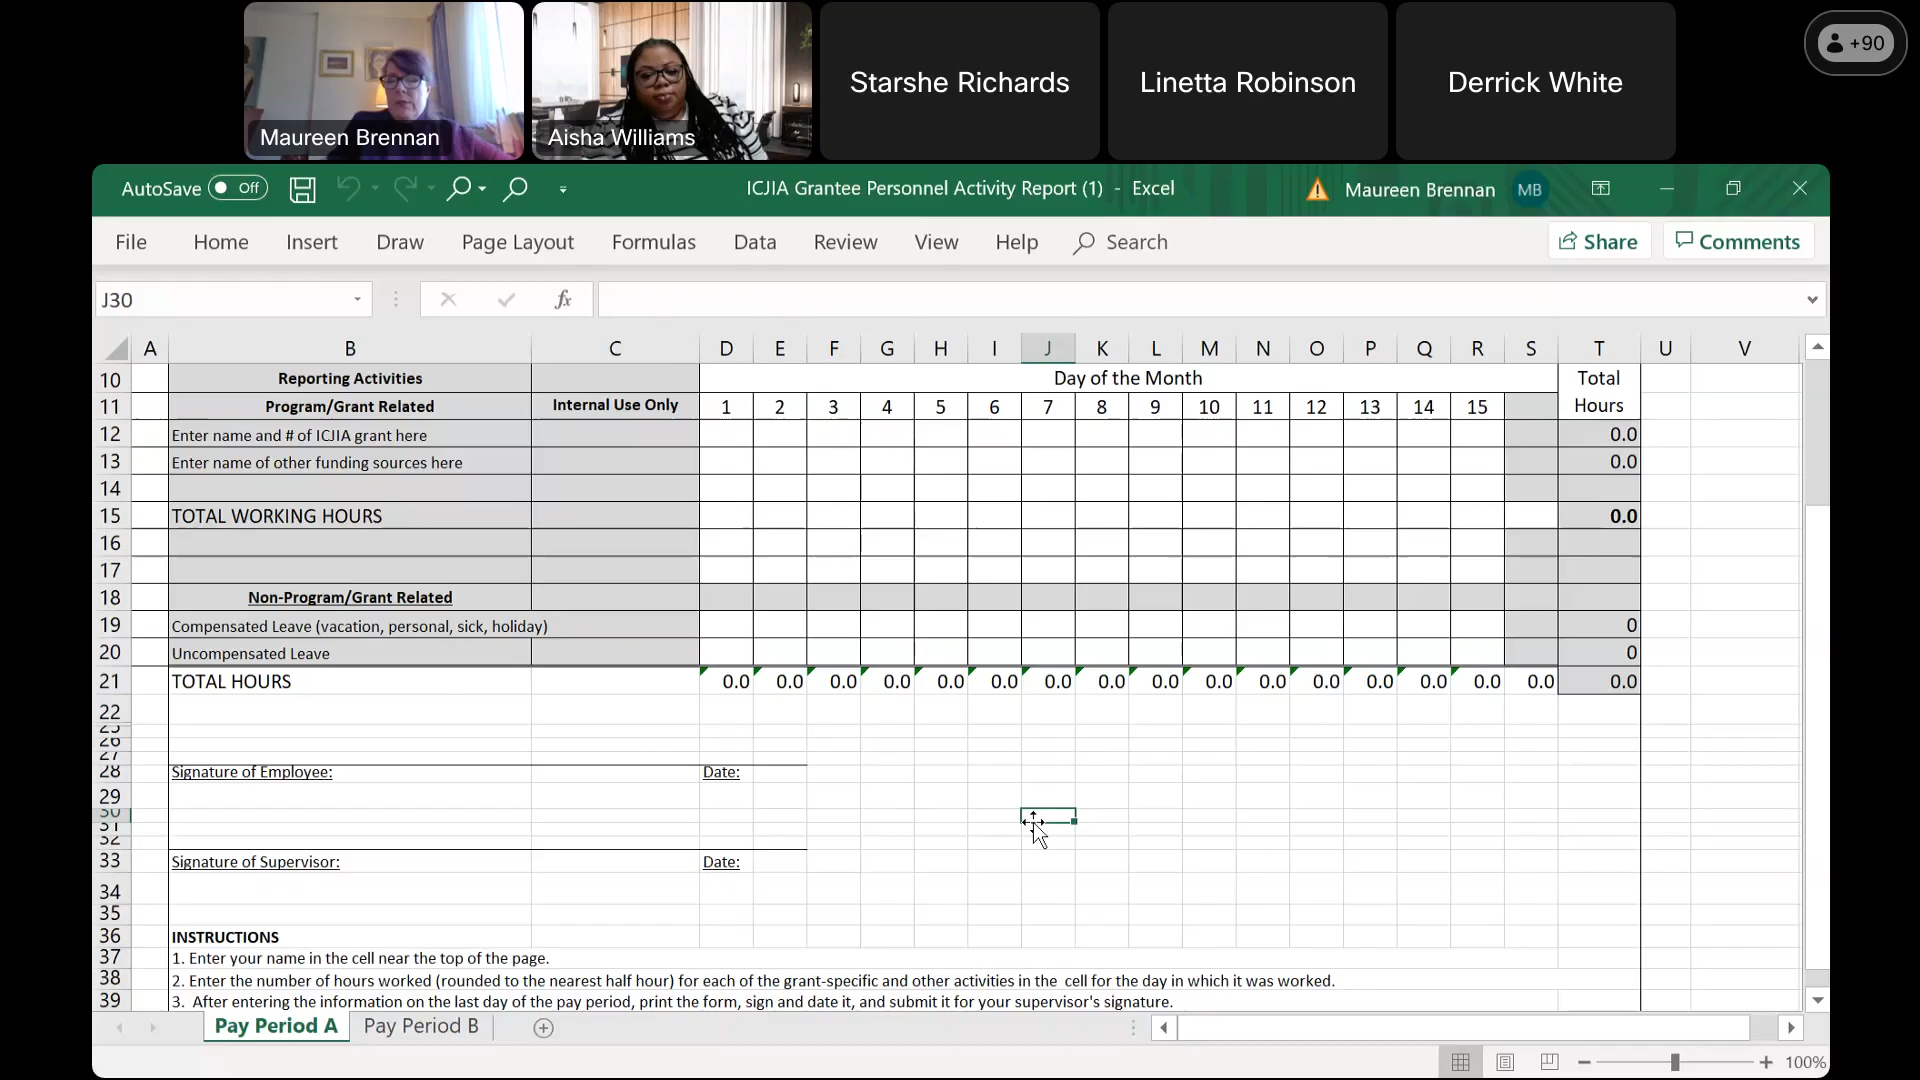 Maureen Brennan
Aisha Williams
Starshe Richards
Linetta Robinson
Derrick White
+90
AutoSave Off
ICJIA Grantee Personnel Activity Report (1) - Excel
Maureen Brennan MB
File Home Insert Draw Page Layout Formulas Data Review View Help Search Share Comments
J30 fx
A B C D E F G H I J K L M N O P Q R S T U V
10 Reporting Activities Day of the Month Total
11 Program/Grant Related Internal Use Only 1 2 3 4 5 6 7 8 9 10 11 12 13 14 15 Hours
12 Enter name and # of ICJIA grant here 0.0
13 Enter name of other funding sources here 0.0
14
15 TOTAL WORKING HOURS 0.0
16
17
18 Non-Program/Grant Related
19 Compensated Leave (vacation, personal, sick, holiday) 0
20 Uncompensated Leave 0
21 TOTAL HOURS 0.0 0.0 0.0 0.0 0.0 0.0 0.0 0.0 0.0 0.0 0.0 0.0 0.0 0.0 0.0 0.0 0.0
22
25
26
27
28 Signature of Employee: Date:
29
30
31
32
33 Signature of Supervisor: Date:
34
35
36 INSTRUCTIONS
37 1. Enter your name in the cell near the top of the page.
38 2. Enter the number of hours worked (rounded to the nearest half hour) for each of the grant-specific and other activities in the cell for the day in which it was worked.
39 3. After entering the information on the last day of the pay period, print the form, sign and date it, and submit it for your supervisor's signature.
Pay Period A Pay Period B
100%